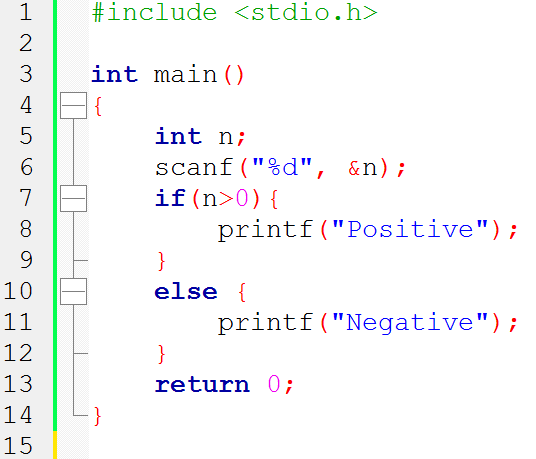 1 #include <stdio.h>
2
3 int main()
4 {
5     int n;
6     scanf("%d", &n);
7     if(n>0){
8         printf("Positive");
9     }
10     else {
11         printf("Negative");
12     }
13     return 0;
14 }
15